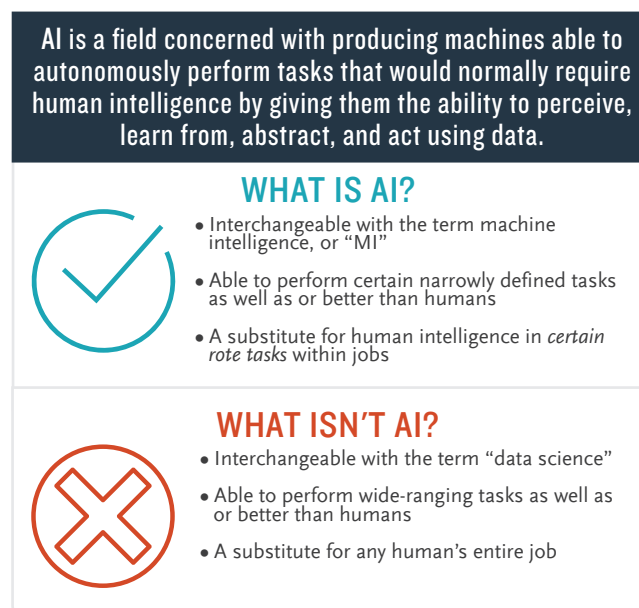 AI is a field concerned with producing machines able to
autonomously perform tasks that would normally require
human intelligence by giving them the ability to perceive,
learn from, abstract, and act using data.
WHAT IS AI?
• Interchangeable with the term machine
intelligence, or “MI”
• Able to perform certain narrowly defined tasks
as well as or better than humans
• A substitute for human intelligence in certain
rote tasks within jobs
WHAT ISN'T AI?
• Interchangeable with the term “data science”
• Able to perform wide-ranging tasks as well as
or better than humans
• A substitute for any human’s entire job